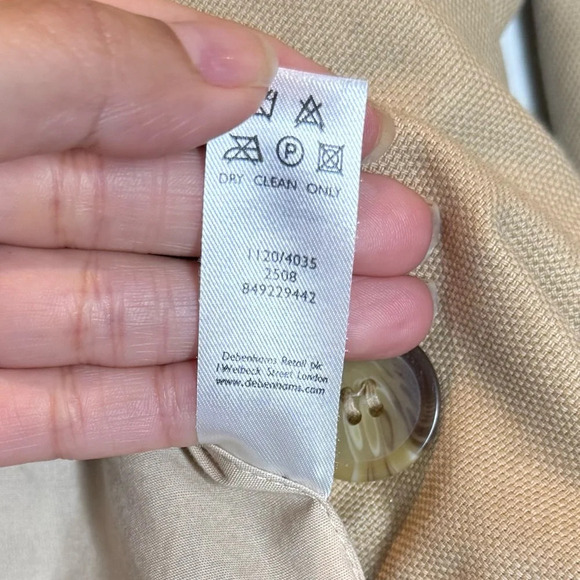 P
DRY CLEAN ONLY
1120/4035
2508
849229442
Debenhams Retail plc
1 Welbeck Street London
www.debenhams.com